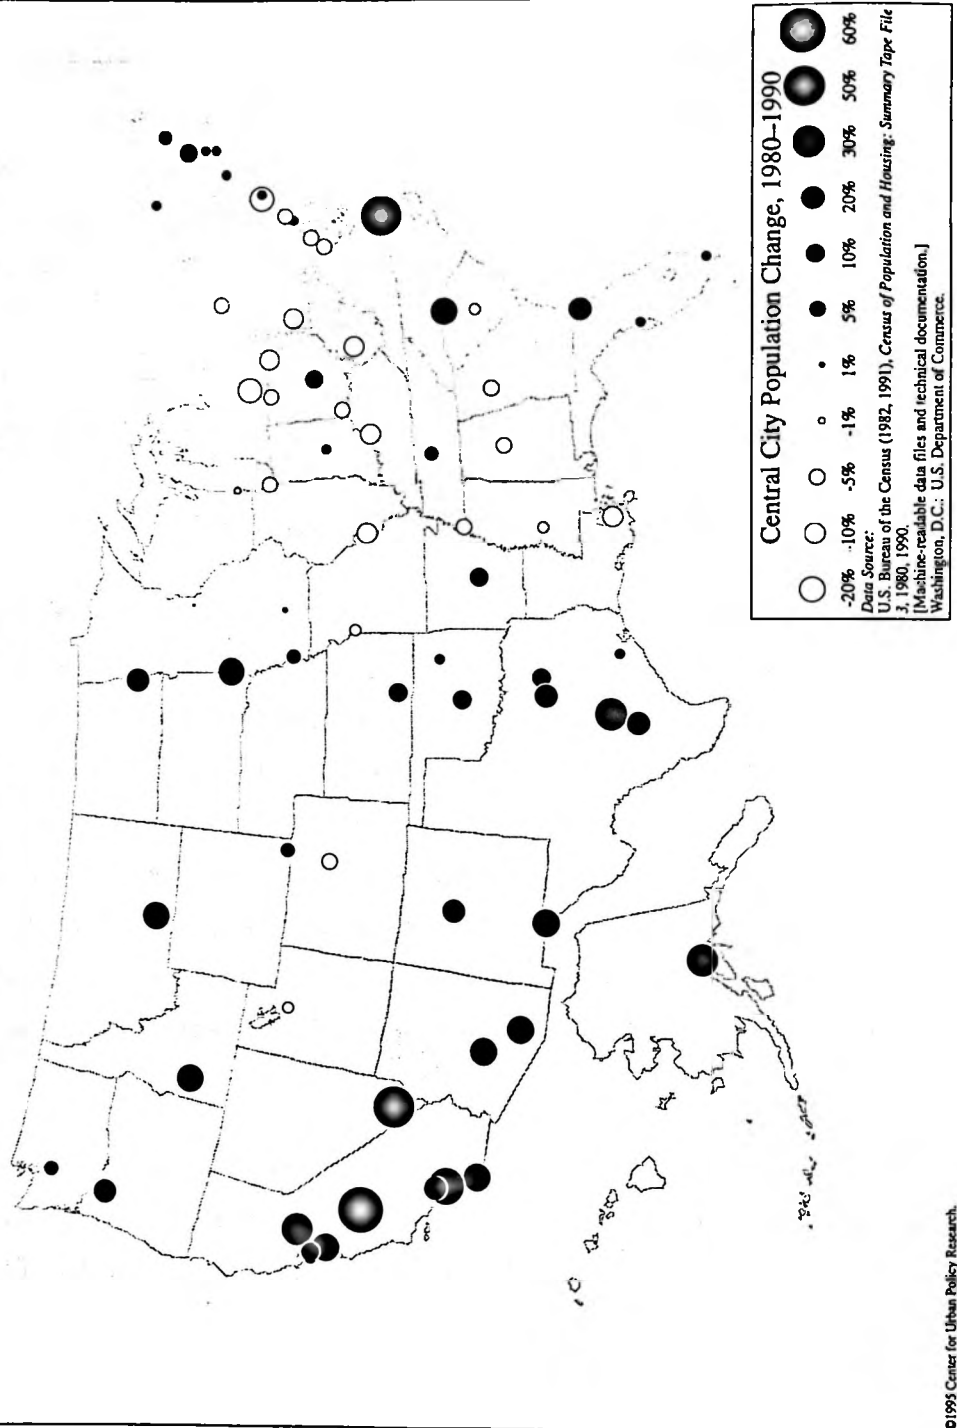 Central City Population Change, 1980–1990
-20% -10% -5% -1% 1% 5% 10% 20% 30% 50% 60%
Data Source:
U.S. Bureau of the Census (1982, 1991), Census of Population and Housing: Summary Tape File
3, 1980, 1990.
[Machine-readable data files and technical documentation.]
Washington, D.C.: U.S. Department of Commerce.
©1995 Center for Urban Policy Research.